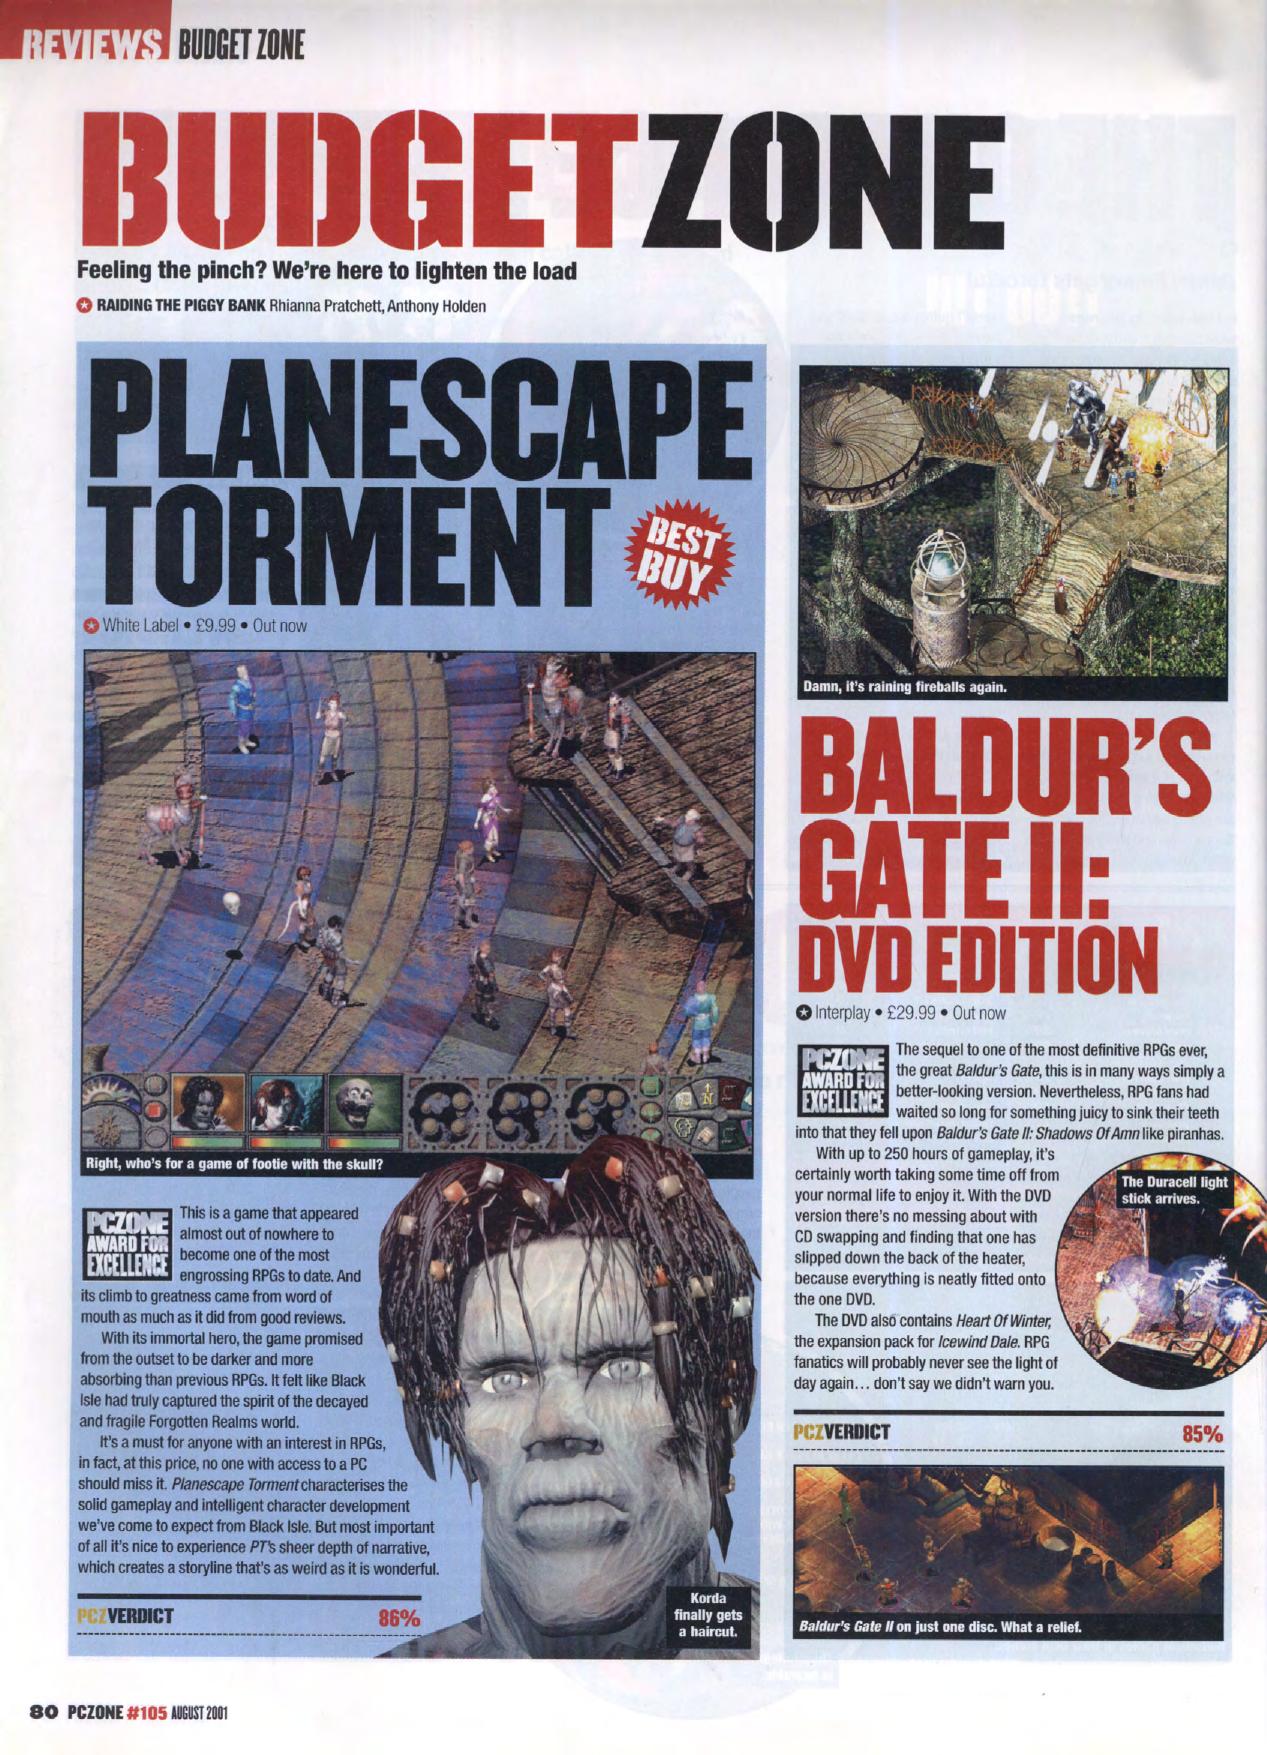 REVIEWS BUDGET ZONE
BUDGETZONE
Feeling the pinch? We're here to lighten the load
RAIDING THE PIGGY BANK Rhianna Pratchett, Anthony Holden
PLANESCAPE
TORMENT
BEST
BUY
White Label • £9.99 • Out now
Right, who's for a game of footie with the skull?
PCZONE
AWARD FOR
EXCELLENCE
This is a game that appeared
almost out of nowhere to
become one of the most
engrossing RPGs to date. And
its climb to greatness came from word of
mouth as much as it did from good reviews.
With its immortal hero, the game promised
from the outset to be darker and more
absorbing than previous RPGs. It felt like Black
Isle had truly captured the spirit of the decayed
and fragile Forgotten Realms world.
It's a must for anyone with an interest in RPGs,
in fact, at this price, no one with access to a PC
should miss it. Planescape Torment characterises the
solid gameplay and intelligent character development
we've come to expect from Black Isle. But most important
of all it's nice to experience PT's sheer depth of narrative,
which creates a storyline that's as weird as it is wonderful.
PCZVERDICT 86%
Korda
finally gets
a haircut.
Damn, it's raining fireballs again.
BALDUR'S
GATE II:
DVD EDITION
Interplay • £29.99 • Out now
PCZONE
AWARD FOR
EXCELLENCE
The sequel to one of the most definitive RPGs ever,
the great Baldur's Gate, this is in many ways simply a
better-looking version. Nevertheless, RPG fans had
waited so long for something juicy to sink their teeth
into that they fell upon Baldur's Gate II: Shadows Of Amn like piranhas.
With up to 250 hours of gameplay, it's
certainly worth taking some time off from
your normal life to enjoy it. With the DVD
version there's no messing about with
CD swapping and finding that one has
slipped down the back of the heater,
because everything is neatly fitted onto
the one DVD.
The DVD also contains Heart Of Winter,
the expansion pack for Icewind Dale. RPG
fanatics will probably never see the light of
day again... don't say we didn't warn you.
The Duracell light
stick arrives.
PCZVERDICT 85%
Baldur's Gate II on just one disc. What a relief.
80 PCZONE #105 AUGUST 2001